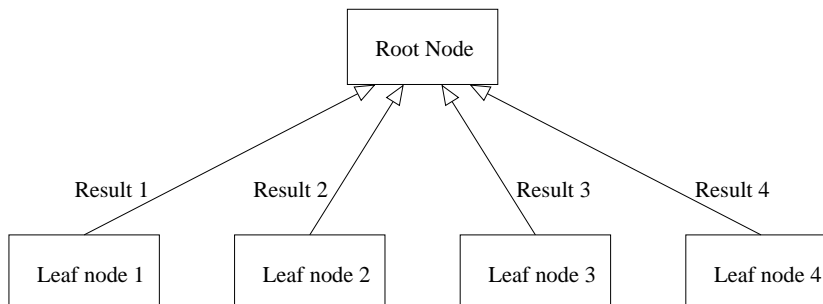 Root Node
Result 1
Result 2
Result 3
Result 4
Leaf node 1
Leaf node 2
Leaf node 3
Leaf node 4